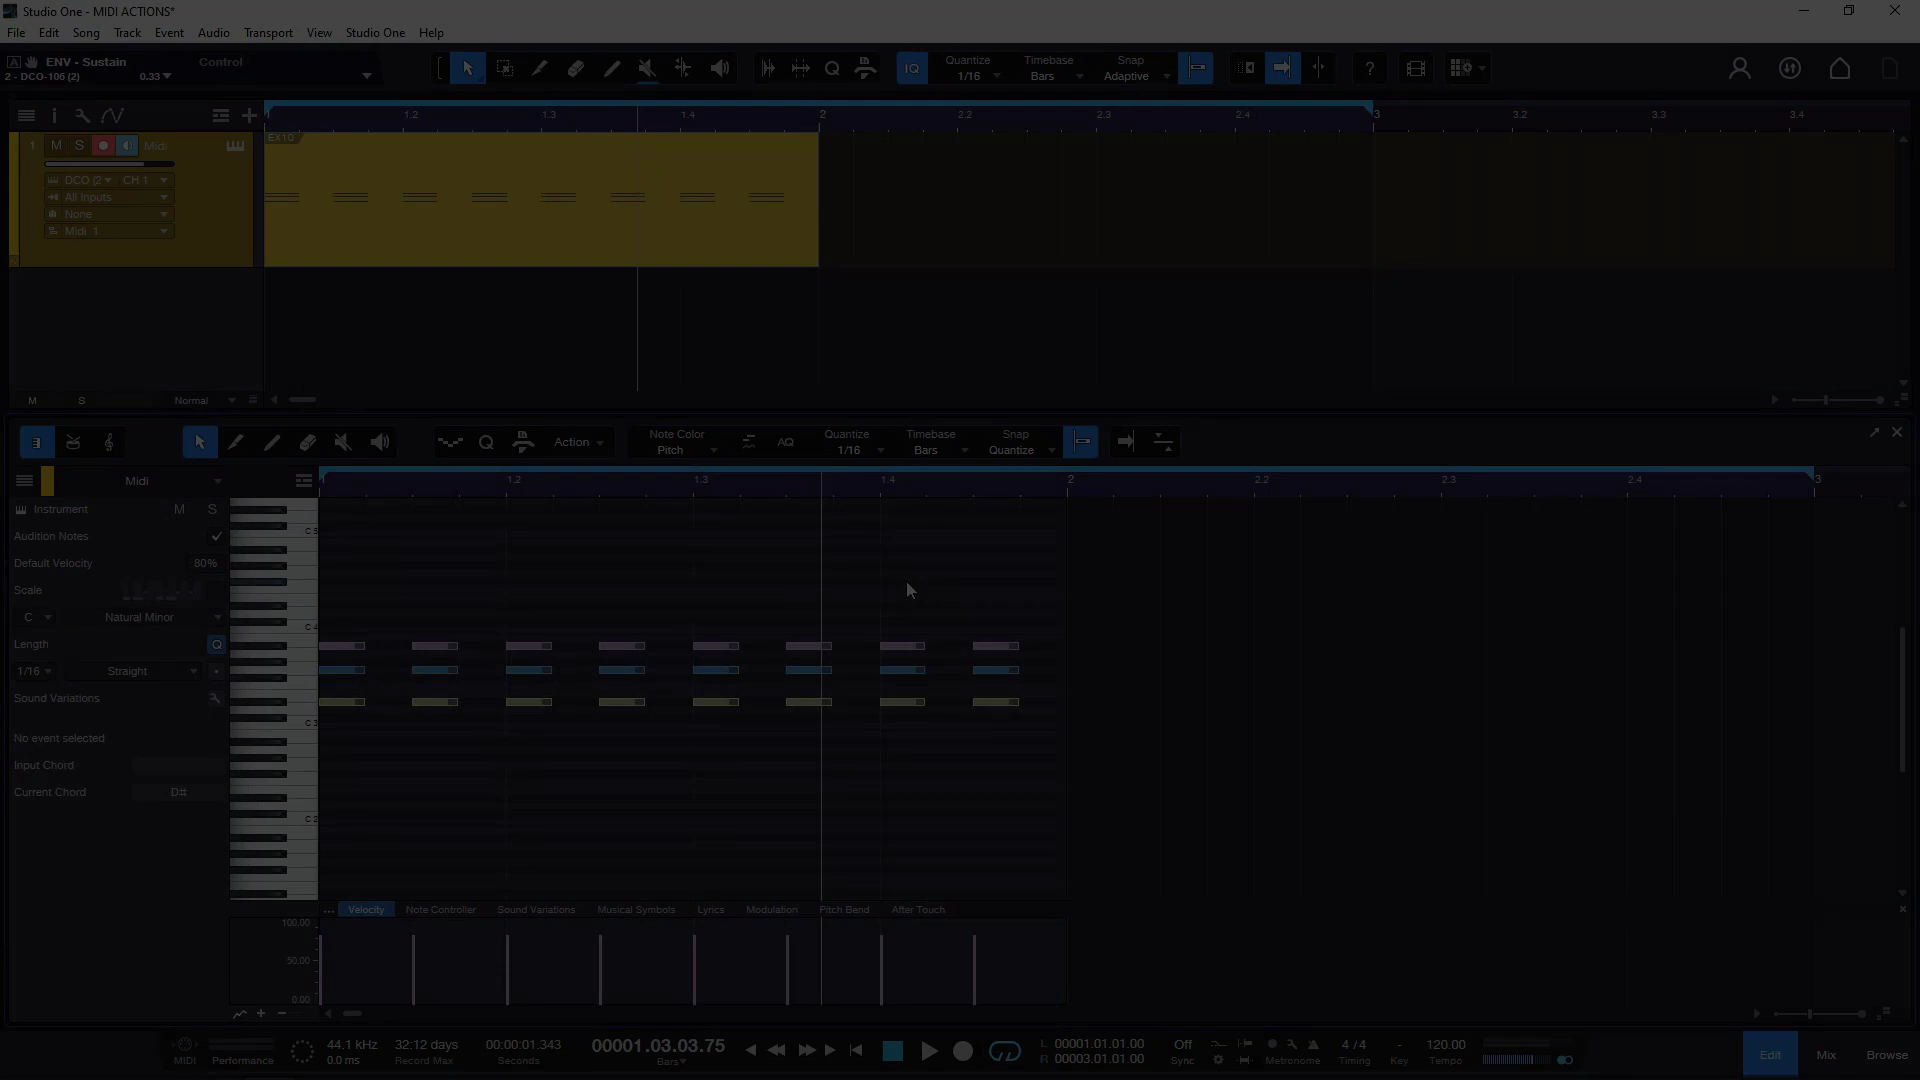 Studio One - MIDI ACTIONS*
File Edit Song Track Event Audio Transport View Studio One Help
ENV - Sustain Control
2 - DCO-106 (2) 0.33
IQ
Quantize Timebase Snap
1/16 Bars Adaptive
?
1.2 1.3 1.4 2 2.2 2.3 2.4 3 3.2 3.3 3.4
1 M S Midi
EX10
DCO (2 CH 1
All Inputs
None
Midi 1
M S Normal
Action
Note Color AQ Quantize Timebase Snap
Pitch 1/16 Bars Quantize
Midi
1.2 1.3 1.4 2 2.2 2.3 2.4 3
Instrument M S
Audition Notes
Default Velocity 80%
Scale
C Natural Minor
Length Q
1/16 Straight
Sound Variations
No event selected
Input Chord
Current Chord D#
C 5
C 4
C 3
C 2
... Velocity Note Controller Sound Variations Musical Symbols Lyrics Modulation Pitch Bend After Touch
100.00
50.00
0.00
MIDI Performance
44.1 kHz 32:12 days 00:00:01.343 00001.03.03.75
0.0 ms Record Max Seconds Bars
L 00001.01.01.00
R 00003.01.01.00
Off 4 / 4 - 120.00
Sync Metronome Timing Key Tempo
Edit Mix Browse